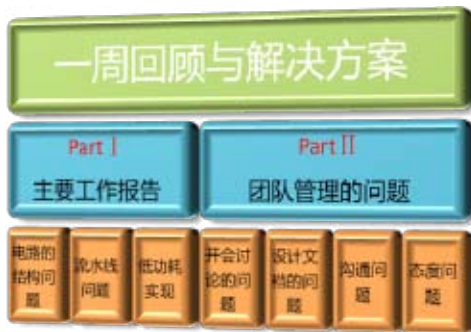 一周回顾与解决方案
Part Ⅰ
主要工作报告
Part Ⅱ
团队管理的问题
电路的
结构问
题
流水线
问题
低功耗
实现
开会讨
论的问
题
设计文
档的问
题
沟通问
题
态度问
题